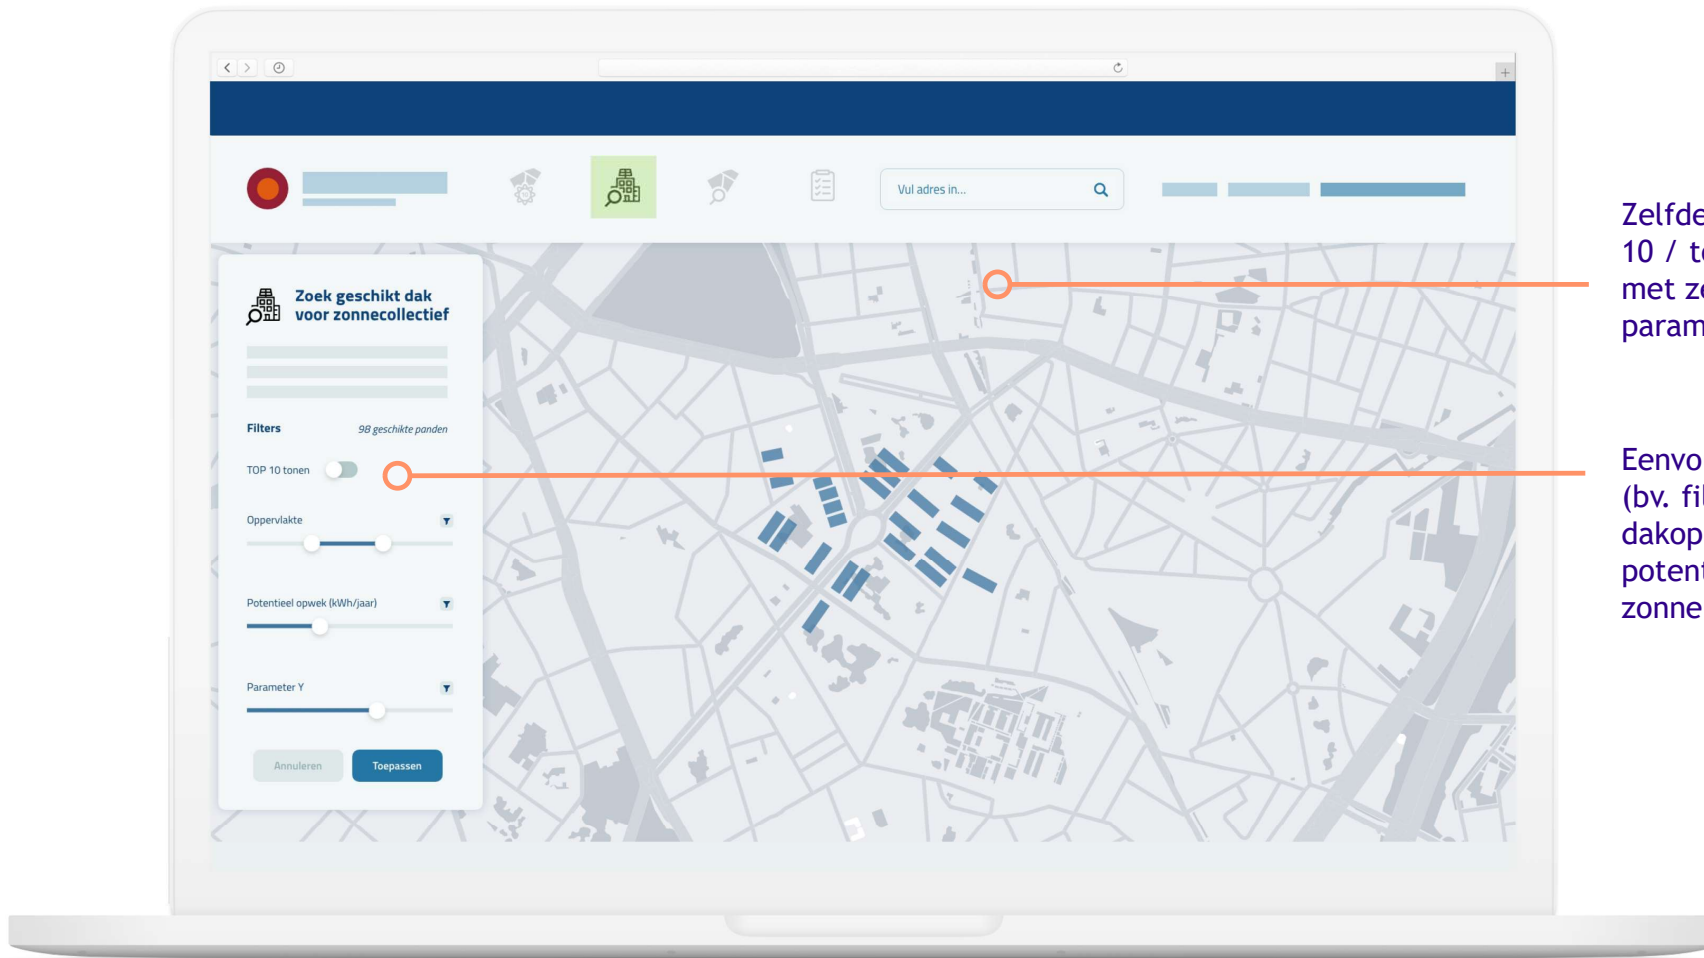 Vul adres in...
Zoek geschikt dak
voor zonnecollectief
Filters
98 geschikte panden
TOP 10 tonen
Oppervlakte
Potentieel opwek (kWh/jaar)
Parameter Y
Annuleren
Toepassen
Zelfde
10 / t
met z
param
Eenvo
(bv. fi
dakop
potent
zonne